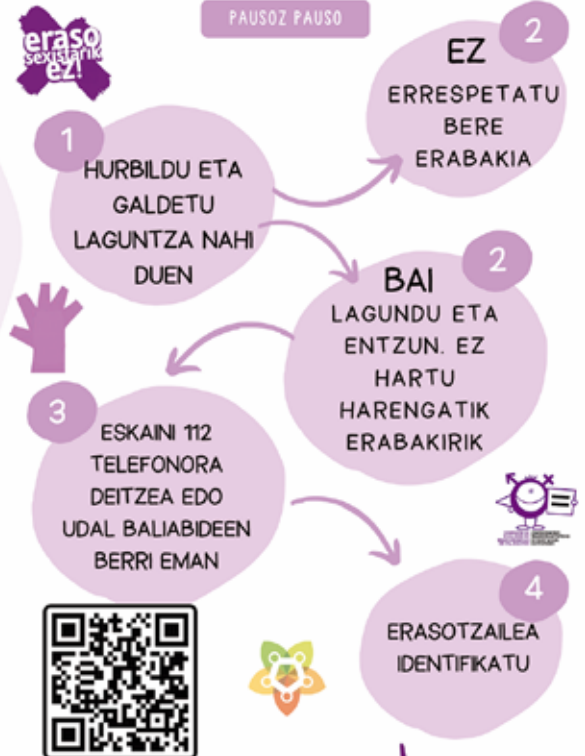 eraso
sexistarik
ez!
PAUSOZ PAUSO
1
HURBILDU ETA
GALDETU
LAGUNTZA NAHI
DUEN
2
EZ
ERRESPETATU
BERE
ERABAKIA
2
BAI
LAGUNDU ETA
ENTZUN. EZ
HARTU
HARENGATIK
ERABAKIRIK
3
ESKAINI 112
TELEFONORA
DEITZEA EDO
UDAL BALIABIDEEN
BERRI EMAN
4
ERASOTZAILEA
IDENTIFIKATU